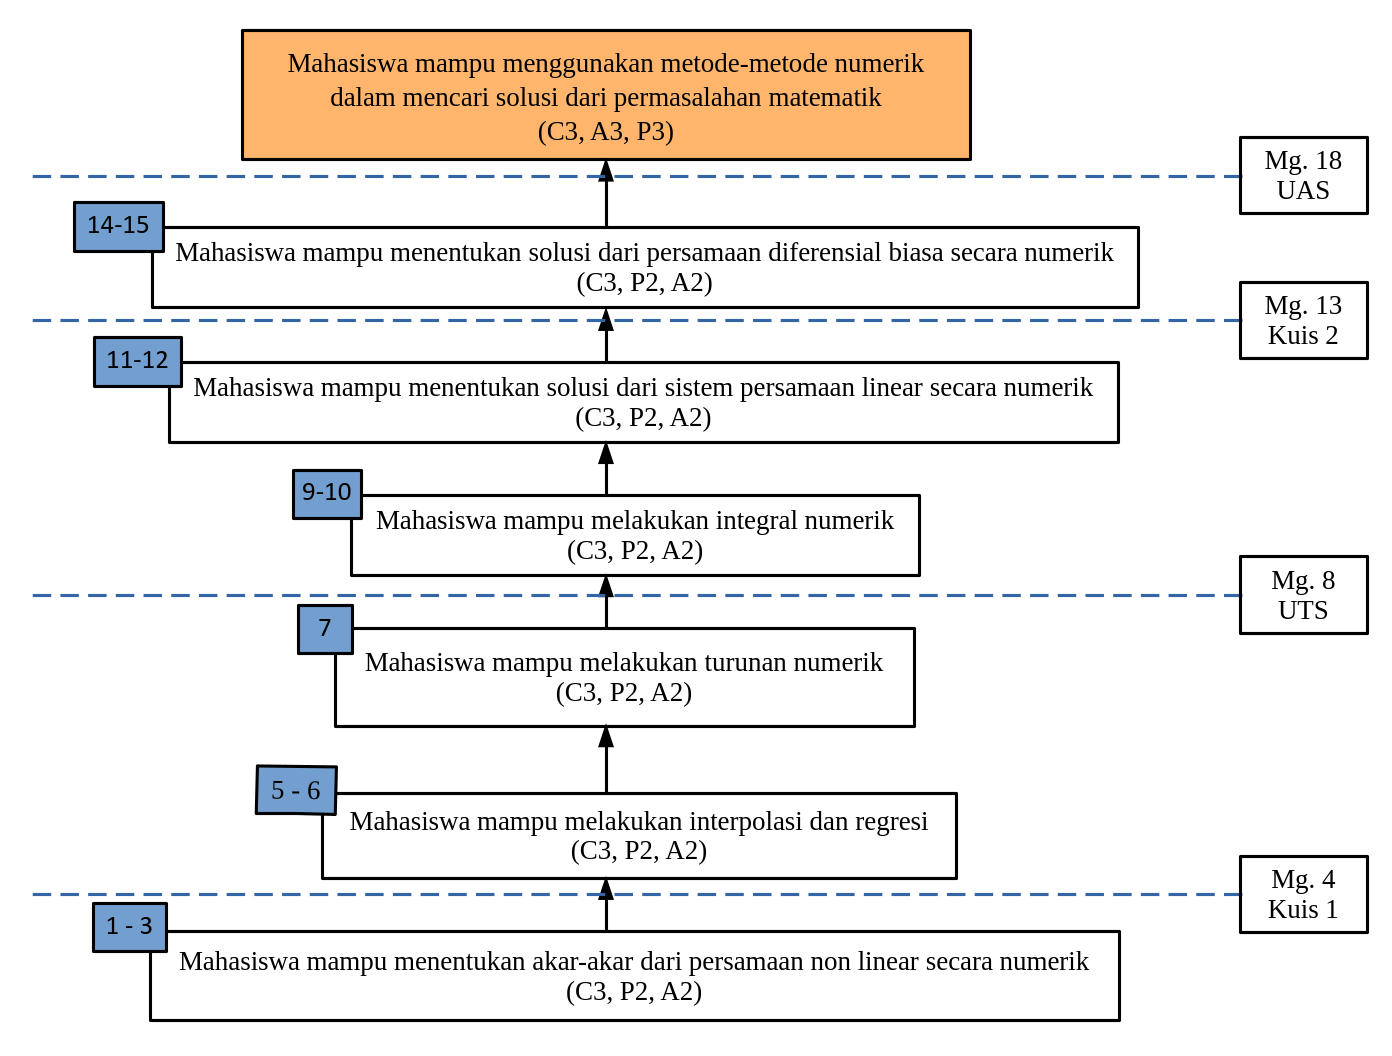 Mahasiswa mampu menggunakan metode-metode numerik
dalam mencari solusi dari permasalahan matematik
(C3, A3, P3)
Mg. 18
UAS
14-15
Mahasiswa mampu menentukan solusi dari persamaan diferensial biasa secara numerik
(C3, P2, A2)
Mg. 13
Kuis 2
11-12
Mahasiswa mampu menentukan solusi dari sistem persamaan linear secara numerik
(C3, P2, A2)
9-10
Mahasiswa mampu melakukan integral numerik
(C3, P2, A2)
Mg. 8
UTS
7
Mahasiswa mampu melakukan turunan numerik
(C3, P2, A2)
5 - 6
Mahasiswa mampu melakukan interpolasi dan regresi
(C3, P2, A2)
Mg. 4
Kuis 1
1 - 3
Mahasiswa mampu menentukan akar-akar dari persamaan non linear secara numerik
(C3, P2, A2)